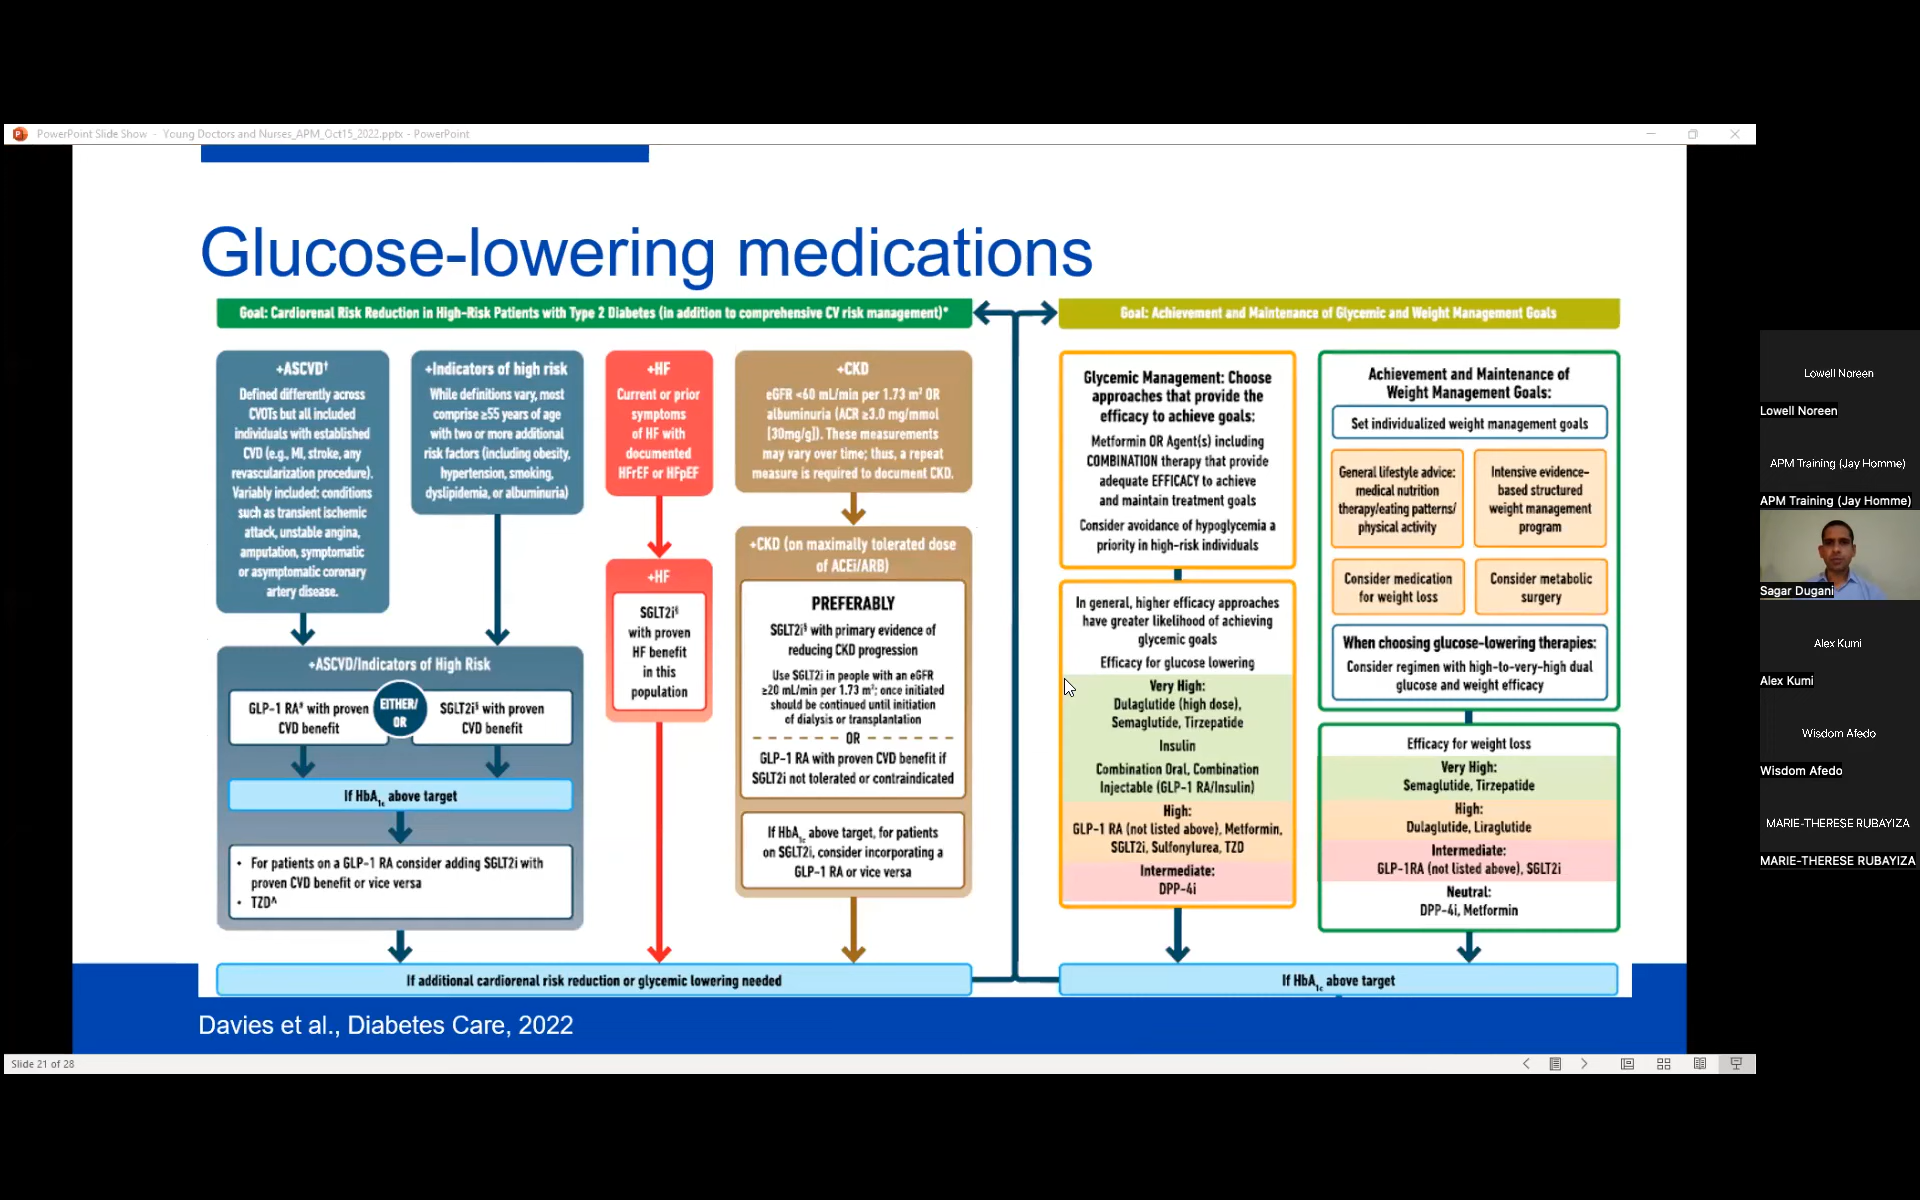 PowerPoint Slide Show - Young Doctors and Nurses_APM_Oct15_2022.pptx - PowerPoint
Glucose-lowering medications
Goal: Cardiorenal Risk Reduction in High-Risk Patients with Type 2 Diabetes (in addition to comprehensive CV risk management)*
+ASCVD†
Defined differently across
CVOTs but all included
individuals with established
CVD (e.g., MI, stroke, any
revascularization procedure).
Variably included: conditions
such as transient ischemic
attack, unstable angina,
amputation, symptomatic
or asymptomatic coronary
artery disease.
+Indicators of high risk
While definitions vary, most
comprise ≥55 years of age
with two or more additional
risk factors (including obesity,
hypertension, smoking,
dyslipidemia, or albuminuria)
+ASCVD/Indicators of High Risk
GLP-1 RA# with proven
CVD benefit
EITHER/
OR
SGLT2i§ with proven
CVD benefit
If HbA1c above target
• For patients on a GLP-1 RA consider adding SGLT2i with
proven CVD benefit or vice versa
• TZD^
+HF
Current or prior
symptoms
of HF with
documented
HFrEF or HFpEF
+HF
SGLT2i§
with proven
HF benefit
in this
population
+CKD
eGFR <60 mL/min per 1.73 m² OR
albuminuria (ACR ≥3.0 mg/mmol
[30mg/g]). These measurements
may vary over time; thus, a repeat
measure is required to document CKD.
+CKD (on maximally tolerated dose
of ACEi/ARB)
PREFERABLY
SGLT2i§ with primary evidence of
reducing CKD progression
Use SGLT2i in people with an eGFR
≥20 mL/min per 1.73 m²; once initiated
should be continued until initiation
of dialysis or transplantation
OR
GLP-1 RA with proven CVD benefit if
SGLT2i not tolerated or contraindicated
If HbA1c above target, for patients
on SGLT2i, consider incorporating a
GLP-1 RA or vice versa
If additional cardiorenal risk reduction or glycemic lowering needed
Goal: Achievement and Maintenance of Glycemic and Weight Management Goals
Glycemic Management: Choose
approaches that provide the
efficacy to achieve goals:
Metformin OR Agent(s) including
COMBINATION therapy that provide
adequate EFFICACY to achieve
and maintain treatment goals
Consider avoidance of hypoglycemia a
priority in high-risk individuals
In general, higher efficacy approaches
have greater likelihood of achieving
glycemic goals
Efficacy for glucose lowering
Very High:
Dulaglutide (high dose),
Semaglutide, Tirzepatide
Insulin
Combination Oral, Combination
Injectable (GLP-1 RA/Insulin)
High:
GLP-1 RA (not listed above), Metformin,
SGLT2i, Sulfonylurea, TZD
Intermediate:
DPP-4i
Achievement and Maintenance of
Weight Management Goals:
Set individualized weight management goals
General lifestyle advice:
medical nutrition
therapy/eating patterns/
physical activity
Intensive evidence-
based structured
weight management
program
Consider medication
for weight loss
Consider metabolic
surgery
When choosing glucose-lowering therapies:
Consider regimen with high-to-very-high dual
glucose and weight efficacy
Efficacy for weight loss
Very High:
Semaglutide, Tirzepatide
High:
Dulaglutide, Liraglutide
Intermediate:
GLP-1RA (not listed above), SGLT2i
Neutral:
DPP-4i, Metformin
If HbA1c above target
Davies et al., Diabetes Care, 2022
Slide 21 of 28
Lowell Noreen
Lowell Noreen
APM Training (Jay Homme)
APM Training (Jay Homme)
Sagar Dugani
Alex Kumi
Alex Kumi
Wisdom Afedo
Wisdom Afedo
MARIE-THERESE RUBAYIZA
MARIE-THERESE RUBAYIZA